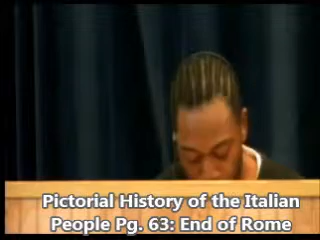 Pictorial History of the Italian
People Pg. 63: End of Rome